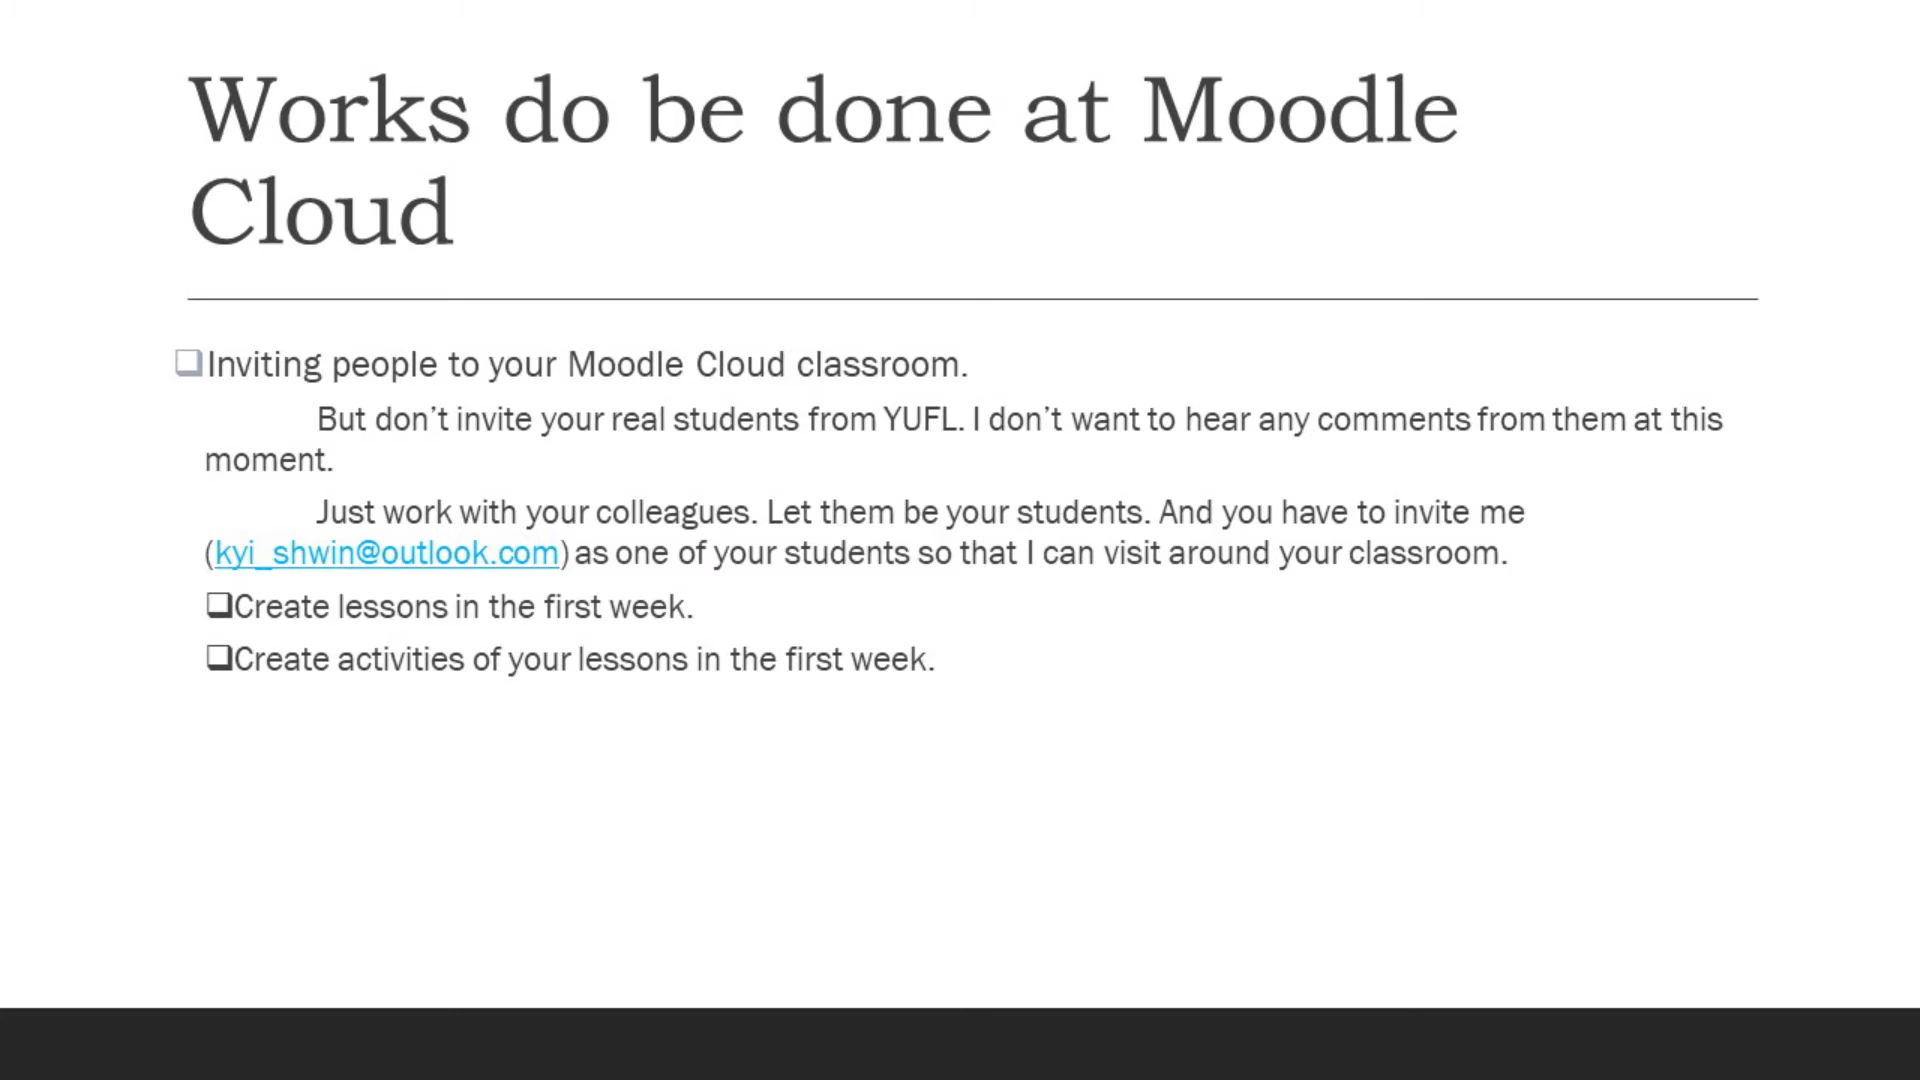 Works do be done at Moodle
Cloud
❑Inviting people to your Moodle Cloud classroom.
But don’t invite your real students from YUFL. I don’t want to hear any comments from them at this
moment.
Just work with your colleagues. Let them be your students. And you have to invite me
(kyi_shwin@outlook.com) as one of your students so that I can visit around your classroom.
❑Create lessons in the first week.
❑Create activities of your lessons in the first week.